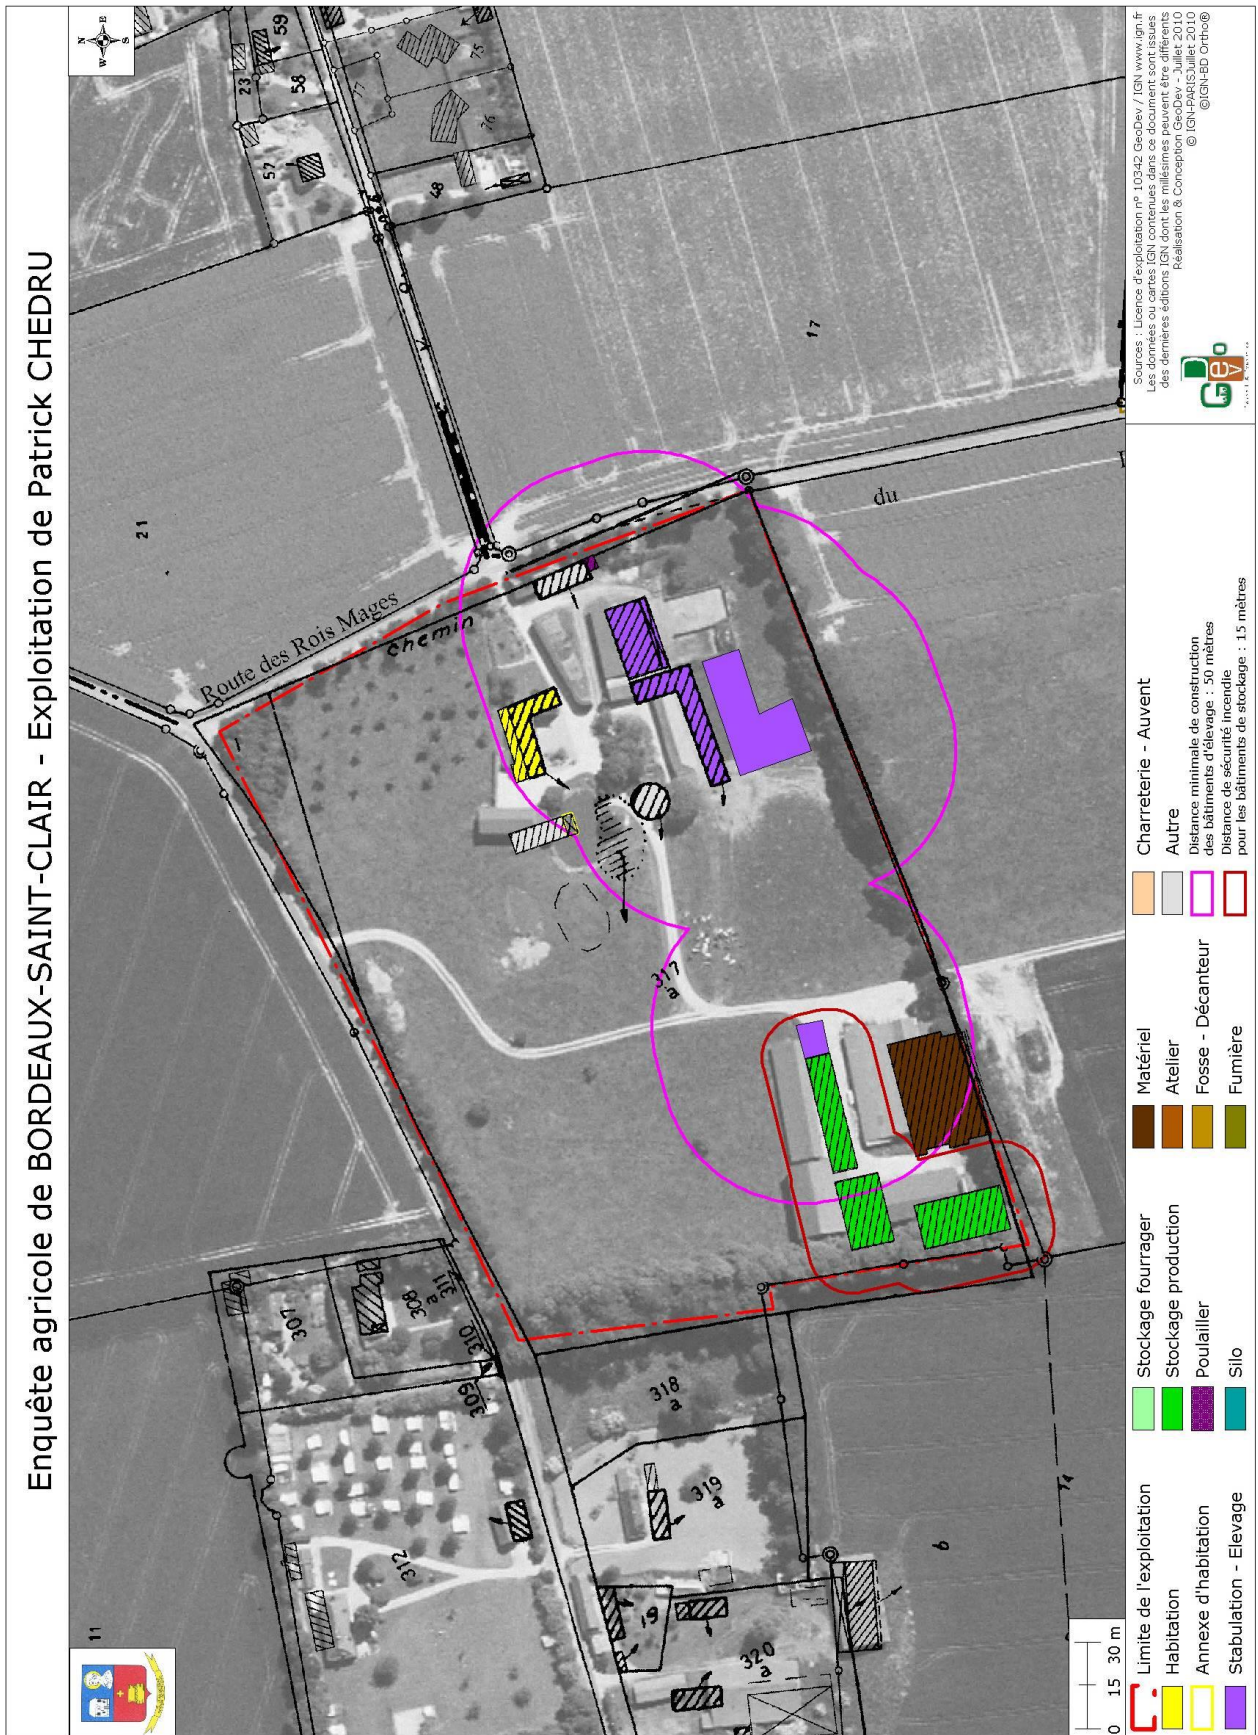 Enquête agricole de BORDEAUX-SAINT-CLAIR - Exploitation de Patrick CHEDRU
N
E
S
W
11
21
59
58
23
57
77
75
76
48
17
Route des Rois Mages
chemin
du
317
a
307
308
311
a
310
309
312
318
a
319
a
19
320
a
b
0 15 30 m
Limite de l'exploitation
Habitation
Annexe d'habitation
Stabulation - Elevage
Stockage fourrager
Stockage production
Poulailler
Silo
Matériel
Atelier
Fosse - Décanteur
Fumière
Charreterie - Auvent
Autre
Distance minimale de construction
des bâtiments d'élevage : 50 mètres
Distance de sécurité incendie
pour les bâtiments de stockage : 15 mètres
Sources : Licence d'exploitation n° 10342 GeoDev / IGN www.ign.fr
Les données ou cartes IGN contenues dans ce document sont issues
des dernières éditions IGN dont les millésimes peuvent être différents
Réalisation & Conception GeoDev - Juillet 2010
© IGN-PARISJuillet 2010
©IGN-BD Ortho®
Geo
Dev